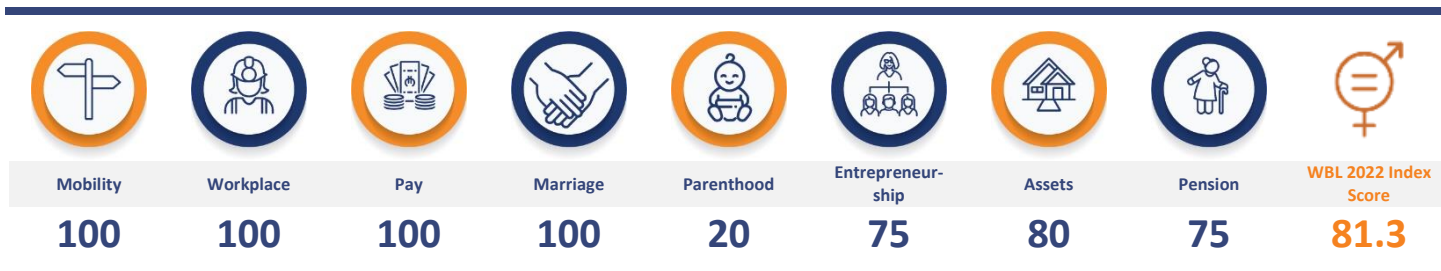 Mobility
Workplace
Pay
Marriage
Parenthood
Entrepreneur-
ship
Assets
Pension
WBL 2022 Index
Score
100
100
100
100
20
75
80
75
81.3